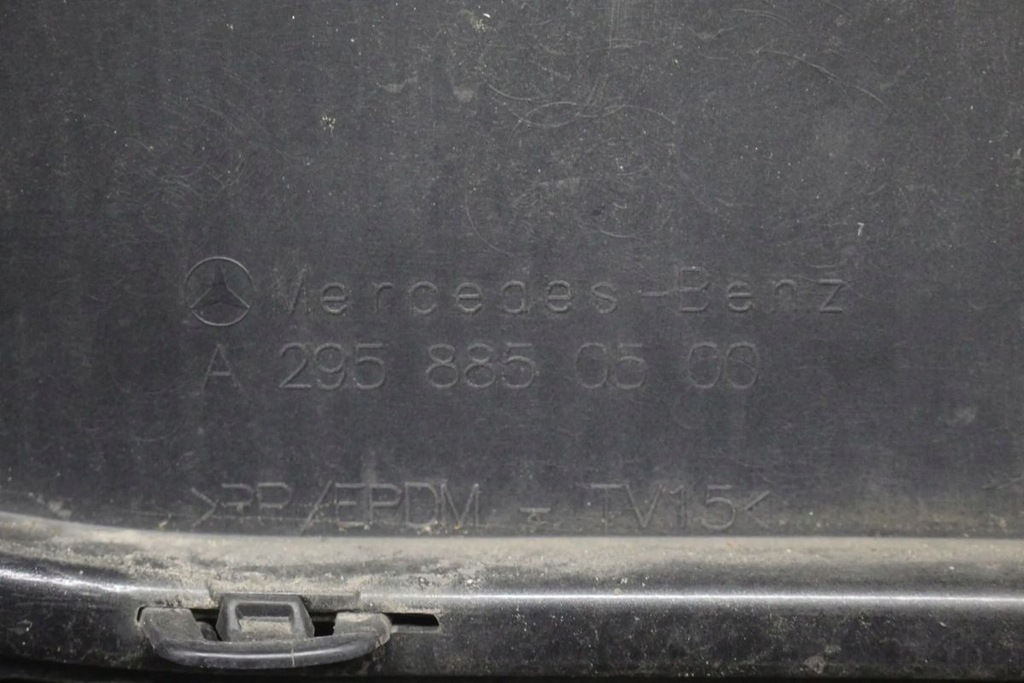 Mercedes-Benz
A 295 885 05 00
>PP/EPDM - TV15<